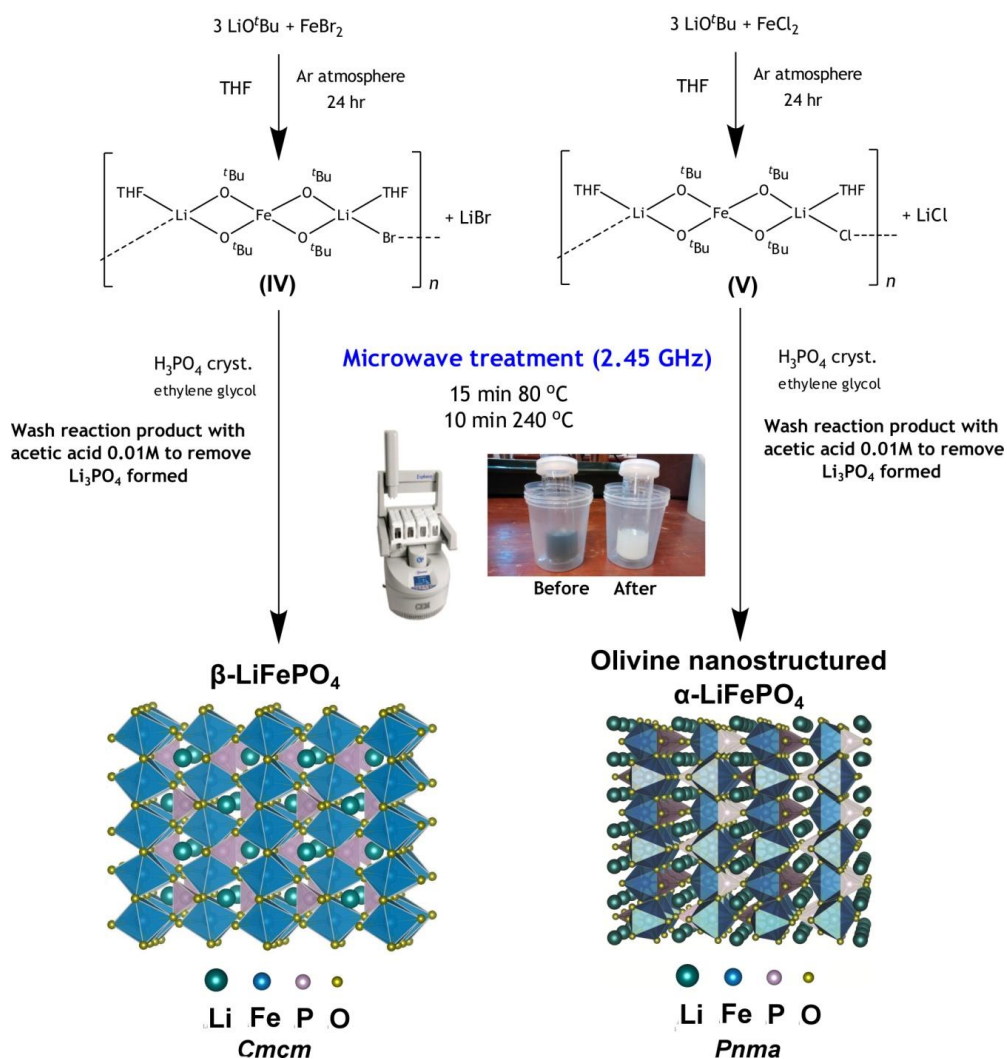 3 LiOᵗBu + FeBr₂
THF
Ar atmosphere
24 hr
THF
ᵗBu
O
ᵗBu
O
THF
Li
Fe
Li
O
ᵗBu
O
ᵗBu
Br
n
+ LiBr
(IV)
H₃PO₄ cryst.
ethylene glycol
Wash reaction product with
acetic acid 0.01M to remove
Li₃PO₄ formed
3 LiOᵗBu + FeCl₂
THF
Ar atmosphere
24 hr
THF
ᵗBu
O
ᵗBu
O
THF
Li
Fe
Li
O
ᵗBu
O
ᵗBu
Cl
n
+ LiCl
(V)
H₃PO₄ cryst.
ethylene glycol
Wash reaction product with
acetic acid 0.01M to remove
Li₃PO₄ formed
Microwave treatment (2.45 GHz)
15 min 80 °C
10 min 240 °C
Before After
β-LiFePO₄
Li Fe P O
Cmcm
Olivine nanostructured
α-LiFePO₄
Li Fe P O
Pnma